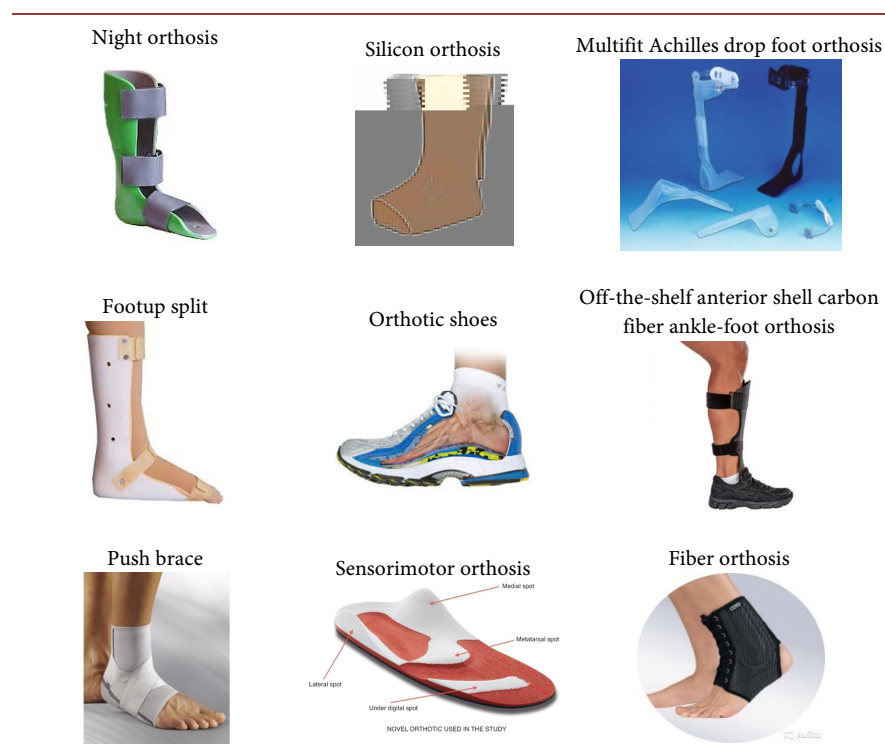 Night orthosis
Silicon orthosis
Multifit Achilles drop foot orthosis
Footup split
Orthotic shoes
Off-the-shelf anterior shell carbon
fiber ankle-foot orthosis
Push brace
Sensorimotor orthosis
Fiber orthosis
Medial spot
Metatarsal spot
Lateral spot
Under digital spot
NOVEL ORTHOTIC USED IN THE STUDY
Avito